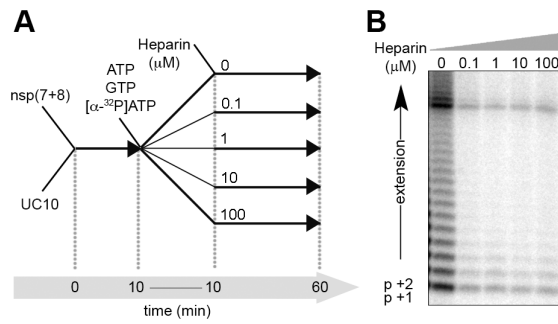 A
Heparin
(μM)
ATP
GTP
[α-³²P]ATP
nsp(7+8)
UC10
0
0.1
1
10
100
0 10 10 60
time (min)
B
Heparin
(μM) 0 0.1 1 10 100
extension
p +2
p +1